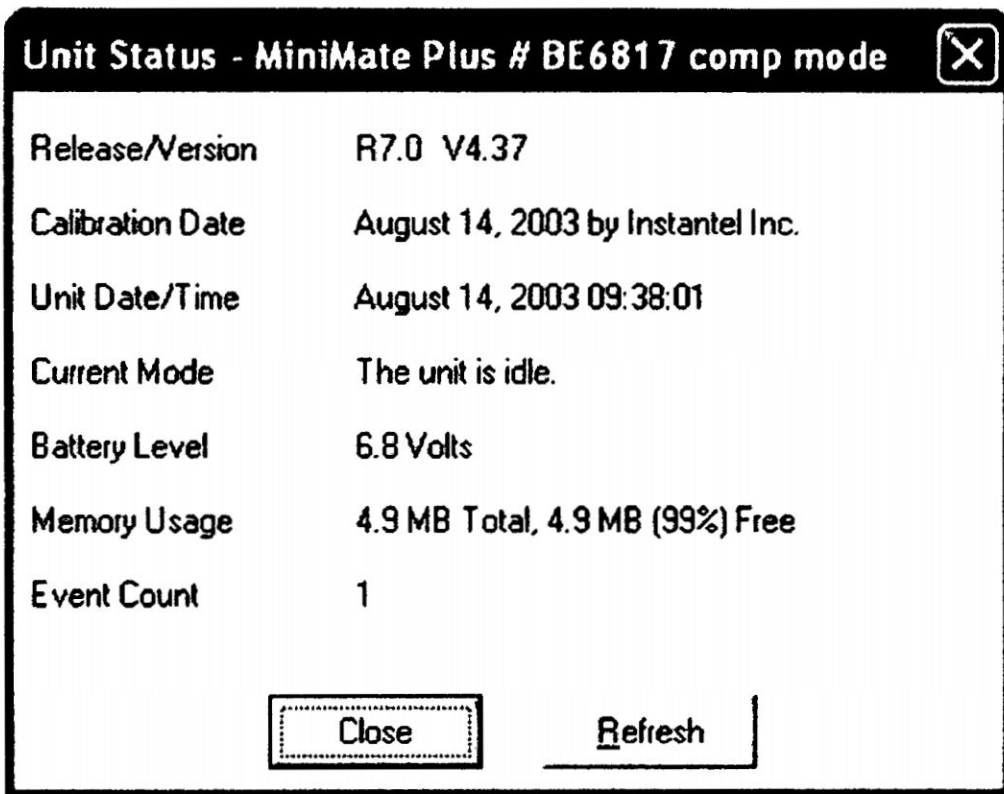 Unit Status - MiniMate Plus # BE6817 comp mode
Release/Version R7.0 V4.37
Calibration Date August 14, 2003 by Instantel Inc.
Unit Date/Time August 14, 2003 09:38:01
Current Mode The unit is idle.
Battery Level 6.8 Volts
Memory Usage 4.9 MB Total, 4.9 MB (99%) Free
Event Count 1
Close Refresh